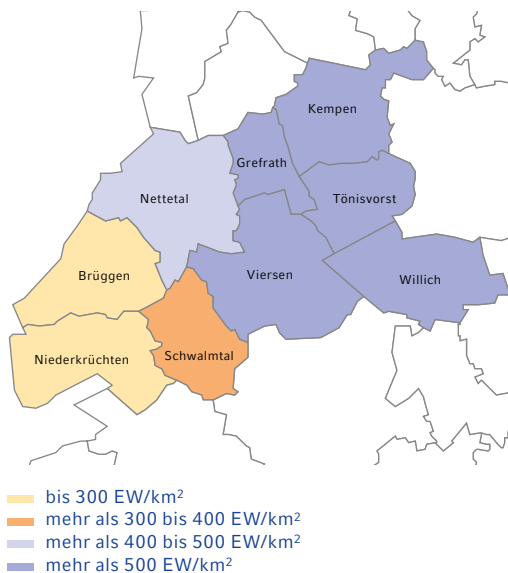 Kempen
Grefrath
Nettetal
Tönisvorst
Brüggen
Viersen
Willich
Niederkrüchten
Schwalmtal
bis 300 EW/km²
mehr als 300 bis 400 EW/km²
mehr als 400 bis 500 EW/km²
mehr als 500 EW/km²